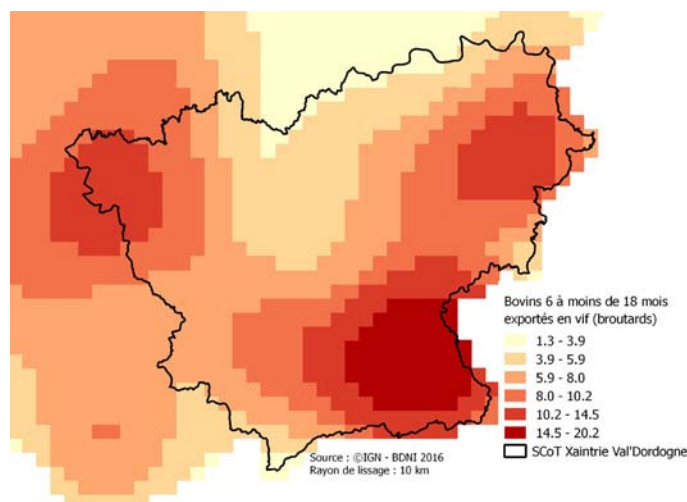 Bovins 6 à moins de 18 mois
exportés en vif (broutards)
1.3 - 3.9
3.9 - 5.9
5.9 - 8.0
8.0 - 10.2
10.2 - 14.5
14.5 - 20.2
SCoT Xaintrie Val'Dordogne
Source : ©IGN - BDNI 2016
Rayon de lissage : 10 km